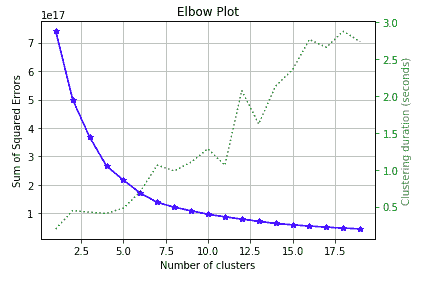 Elbow Plot
1e17
Sum of Squared Errors
7
6
5
4
3
2
1
2.5 5.0 7.5 10.0 12.5 15.0 17.5
Number of clusters
3.0
2.5
2.0
1.5
1.0
0.5
Clustering duration (seconds)